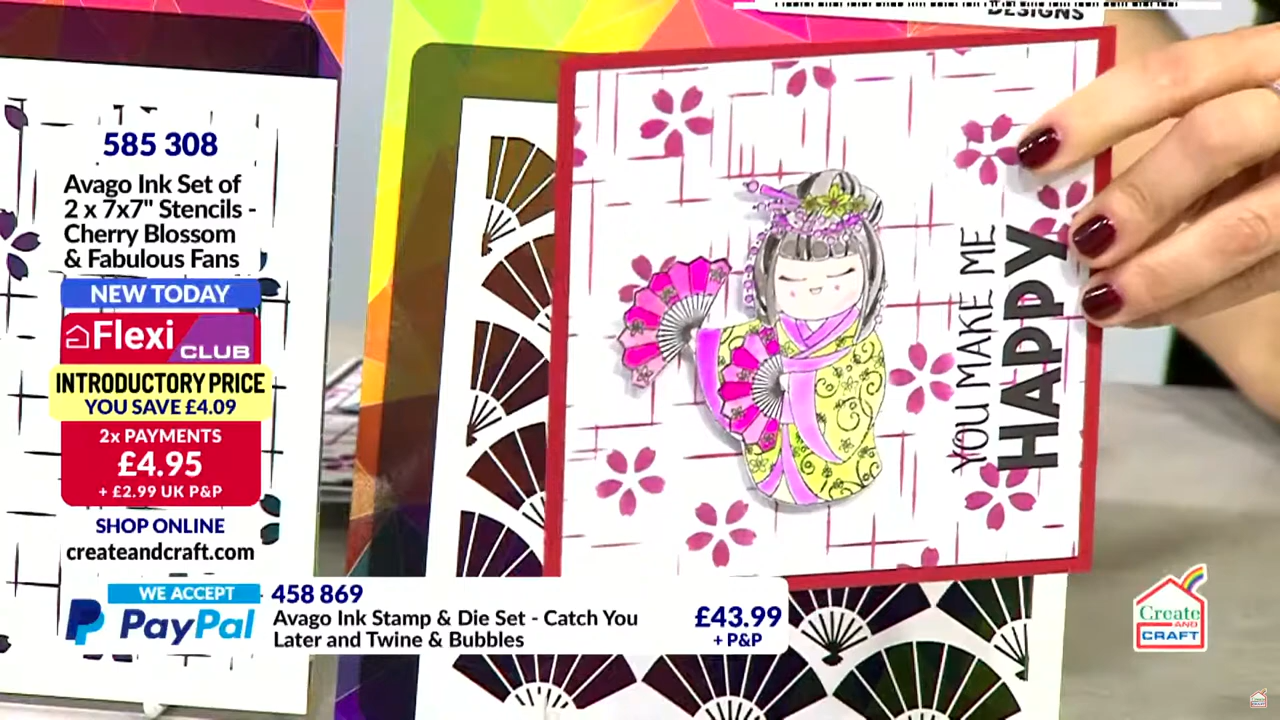 DESIGNS
585 308
Avago Ink Set of
2 x 7x7" Stencils -
Cherry Blossom
& Fabulous Fans
NEW TODAY
Flexi
CLUB
INTRODUCTORY PRICE
YOU SAVE £4.09
2x PAYMENTS
£4.95
+ £2.99 UK P&P
SHOP ONLINE
createandcraft.com
WE ACCEPT
PayPal
458 869
Avago Ink Stamp & Die Set - Catch You
Later and Twine & Bubbles
£43.99
+ P&P
YOU MAKE ME
HAPPY
Create
AND
CRAFT